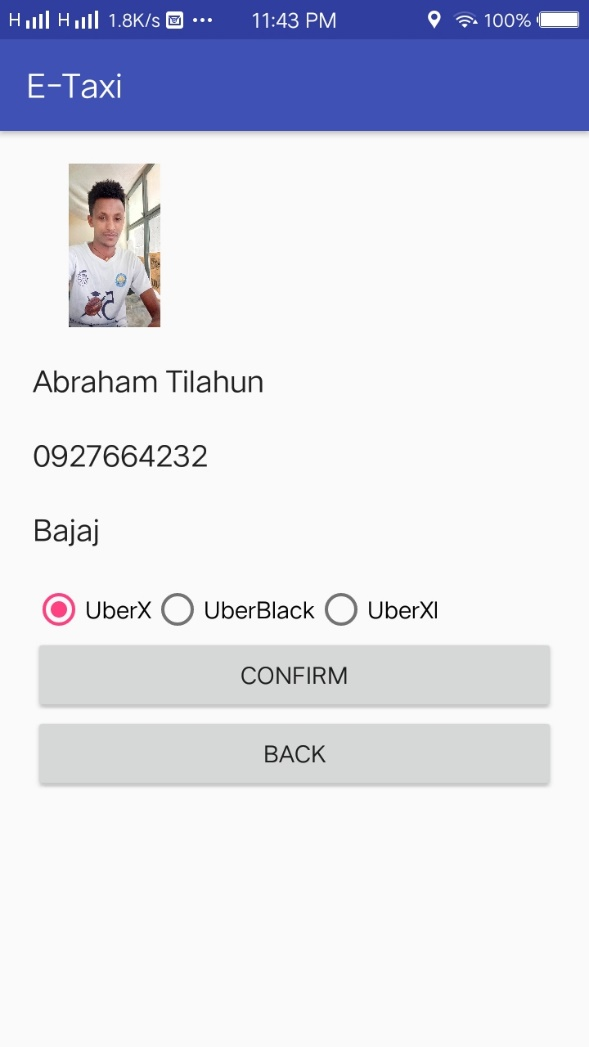 H H 1.8K/s ... 11:43 PM 100%
E-Taxi
Abraham Tilahun
0927664232
Bajaj
UberX UberBlack UberXl
CONFIRM
BACK